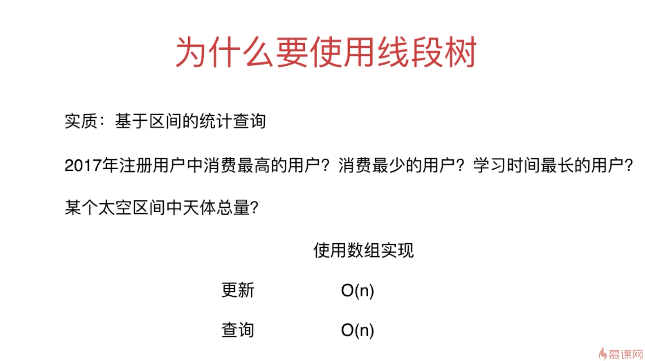 为什么要使用线段树
实质：基于区间的统计查询
2017年注册用户中消费最高的用户？消费最少的用户？学习时间最长的用户？
某个太空区间中天体总量？
使用数组实现
更新 O(n)
查询 O(n)
慕课网